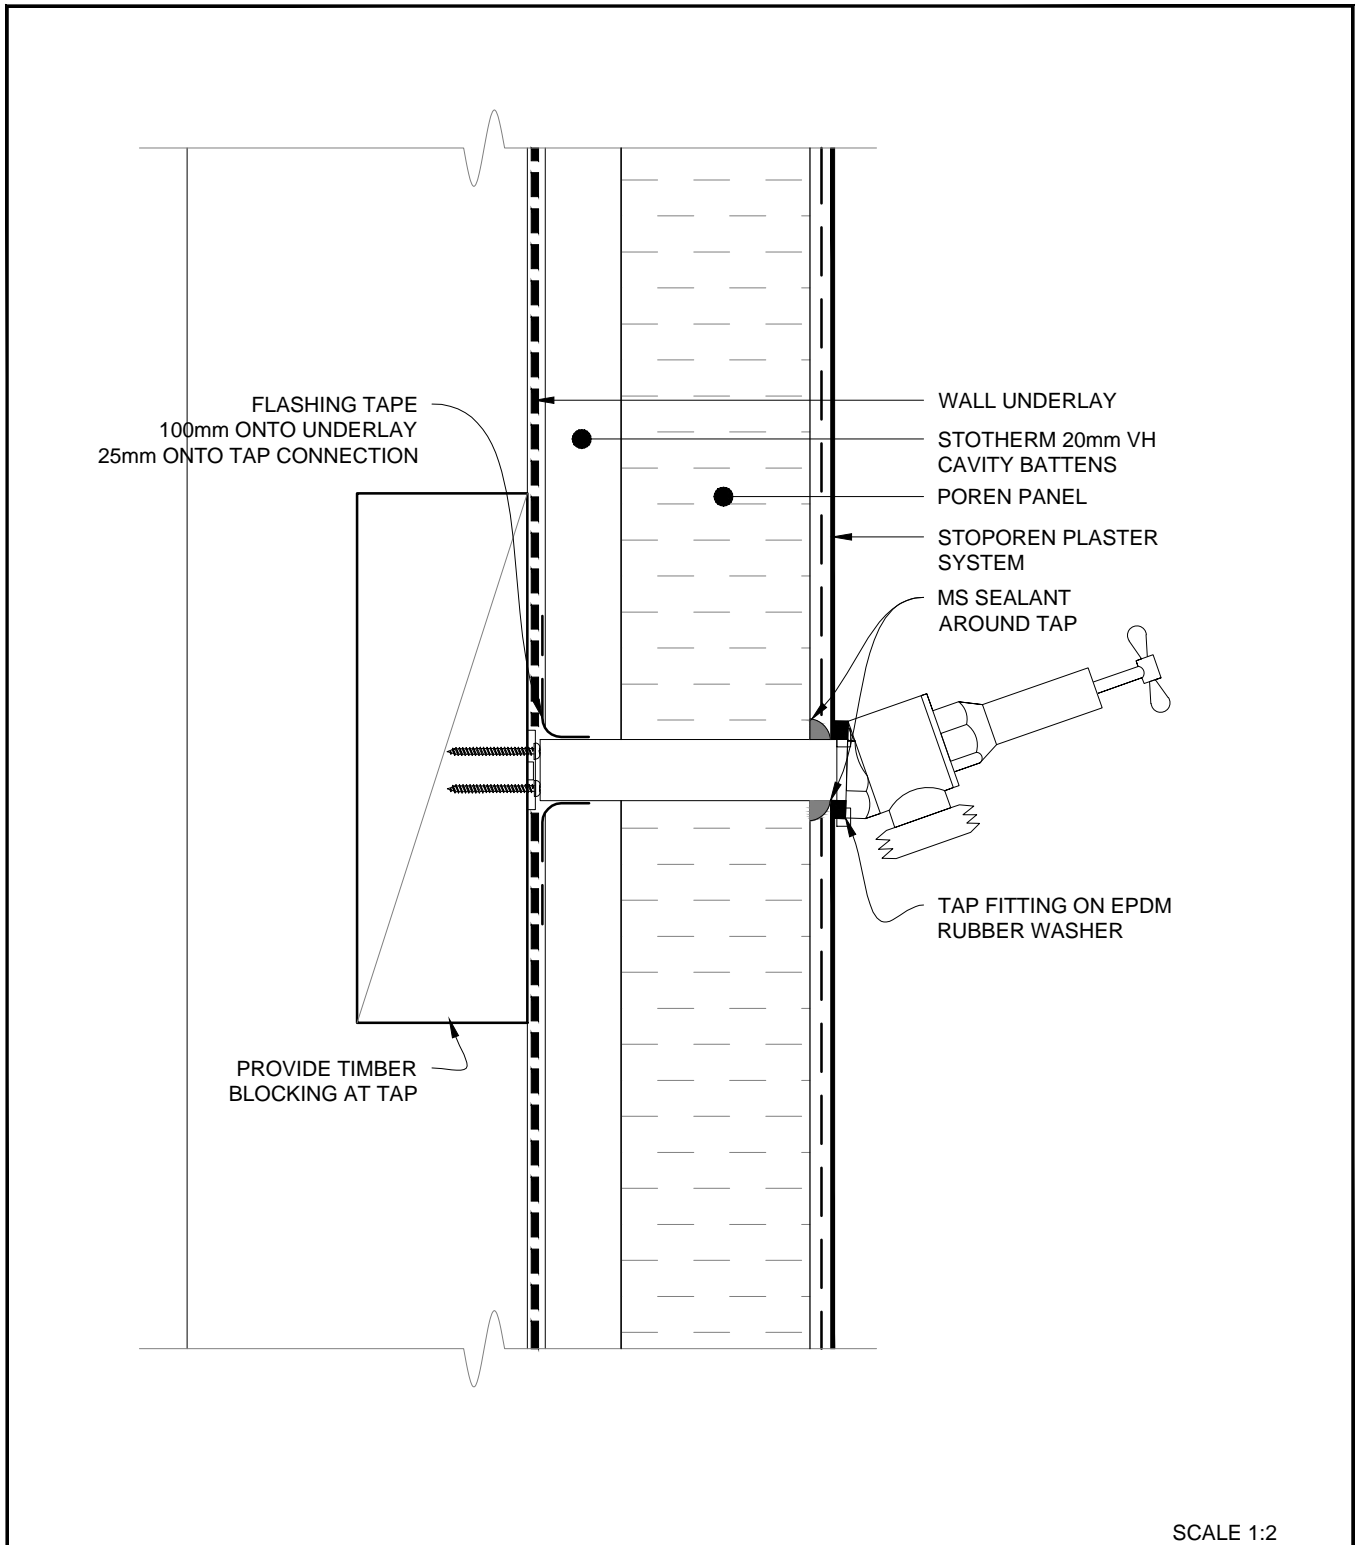 FLASHING TAPE
100mm ONTO UNDERLAY
25mm ONTO TAP CONNECTION
WALL UNDERLAY
STOTHERM 20mm VH
CAVITY BATTENS
POREN PANEL
STOPOREN PLASTER
SYSTEM
MS SEALANT
AROUND TAP
TAP FITTING ON EPDM
RUBBER WASHER
PROVIDE TIMBER
BLOCKING AT TAP
SCALE 1:2